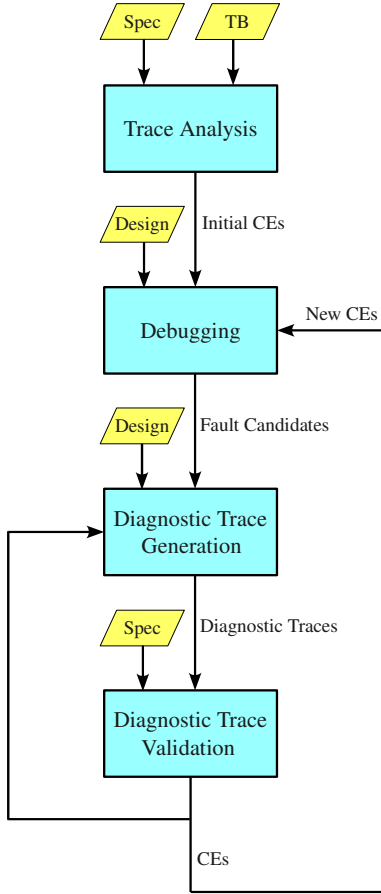 Spec
TB
Trace Analysis
Initial CEs
Design
New CEs
Debugging
Design
Fault Candidates
Diagnostic Trace
Generation
Spec
Diagnostic Traces
Diagnostic Trace
Validation
CEs